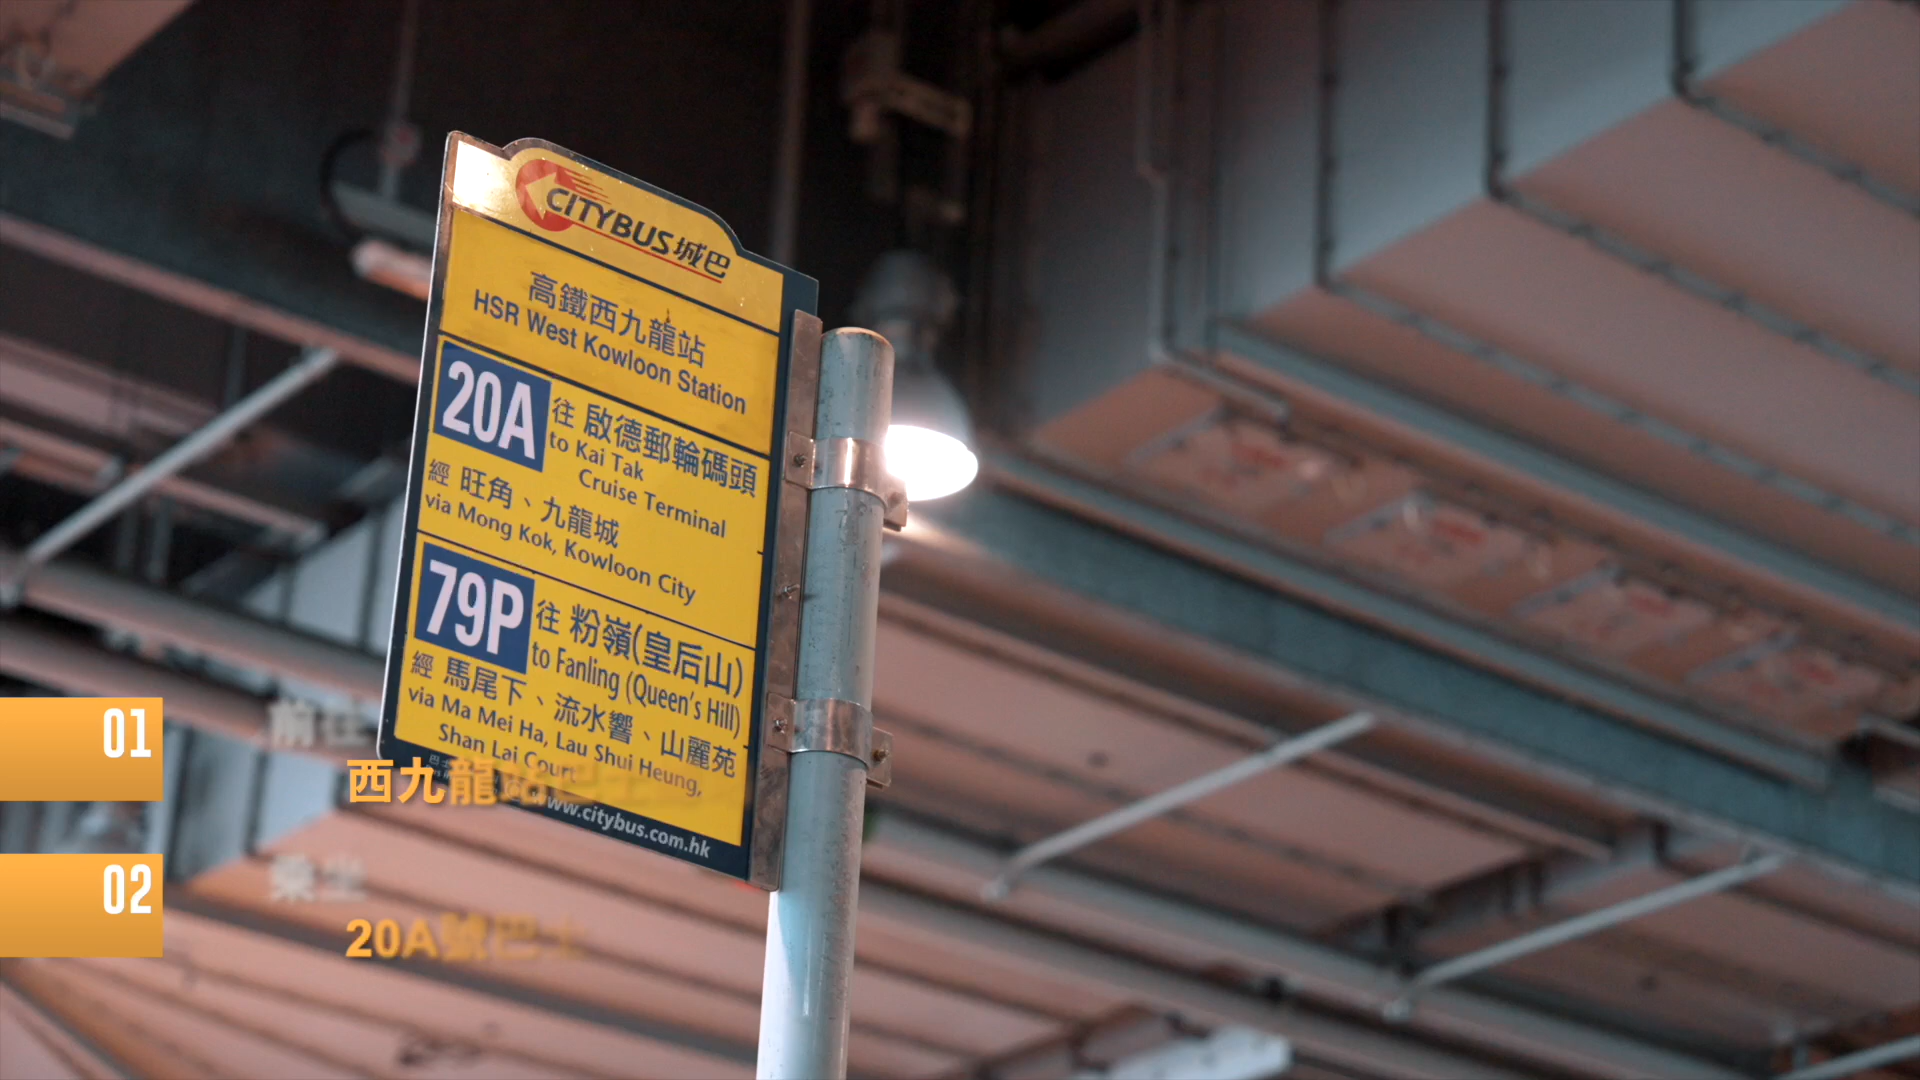 CITYBUS 城巴
高鐵西九龍站
HSR West Kowloon Station
20A
往 啟德郵輪碼頭
to Kai Tak
Cruise Terminal
經 旺角、九龍城
via Mong Kok, Kowloon City
79P
往 粉嶺(皇后山)
to Fanling (Queen's Hill)
經 馬尾下、流水響、山麗苑
via Ma Mei Ha, Lau Shui Heung,
Shan Lai Court
www.citybus.com.hk
01
前往
西九龍站巴士
02
乘坐
20A號巴士